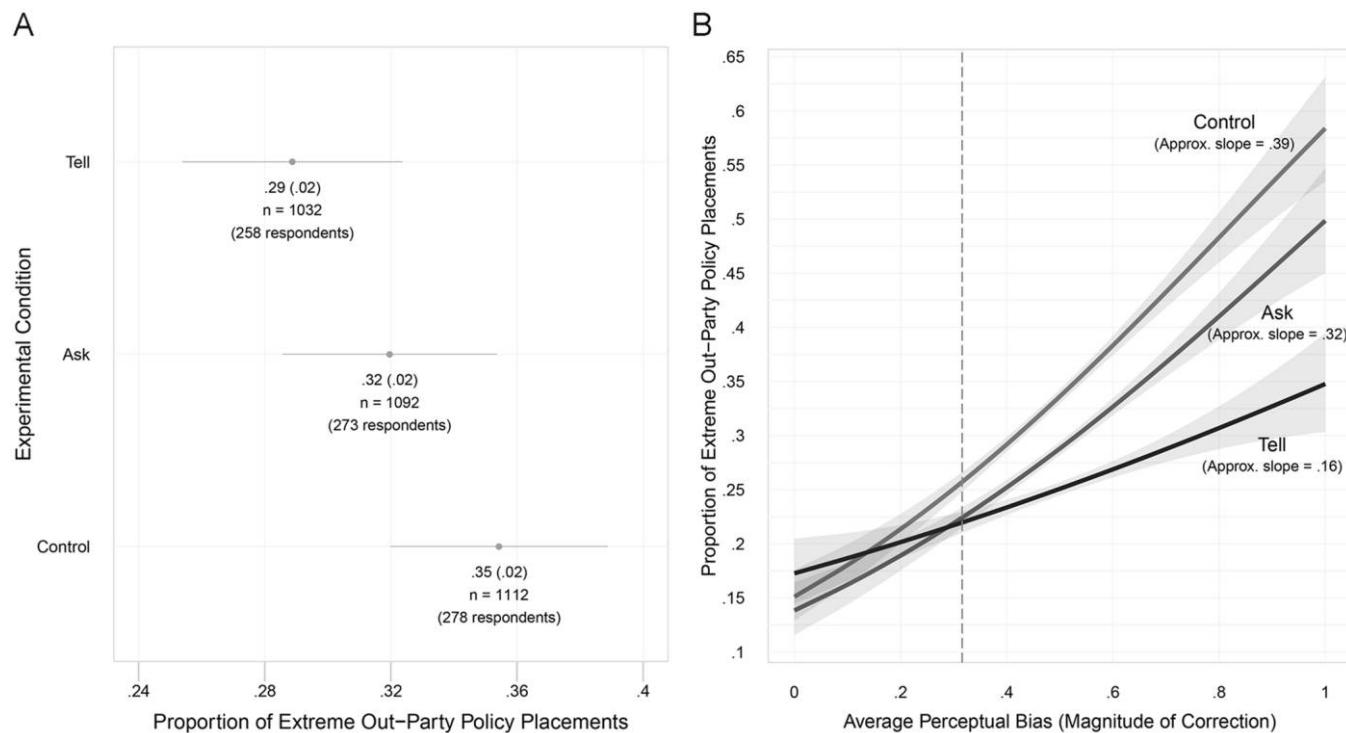 A
Experimental Condition
Tell
Ask
Control
.29 (.02)
n = 1032
(258 respondents)
.32 (.02)
n = 1092
(273 respondents)
.35 (.02)
n = 1112
(278 respondents)
.24
.28
.32
.36
.4
Proportion of Extreme Out−Party Policy Placements
B
Proportion of Extreme Out−Party Policy Placements
.65
.6
.55
.5
.45
.4
.35
.3
.25
.2
.15
.1
Control
(Approx. slope = .39)
Ask
(Approx. slope = .32)
Tell
(Approx. slope = .16)
0
.2
.4
.6
.8
1
Average Perceptual Bias (Magnitude of Correction)